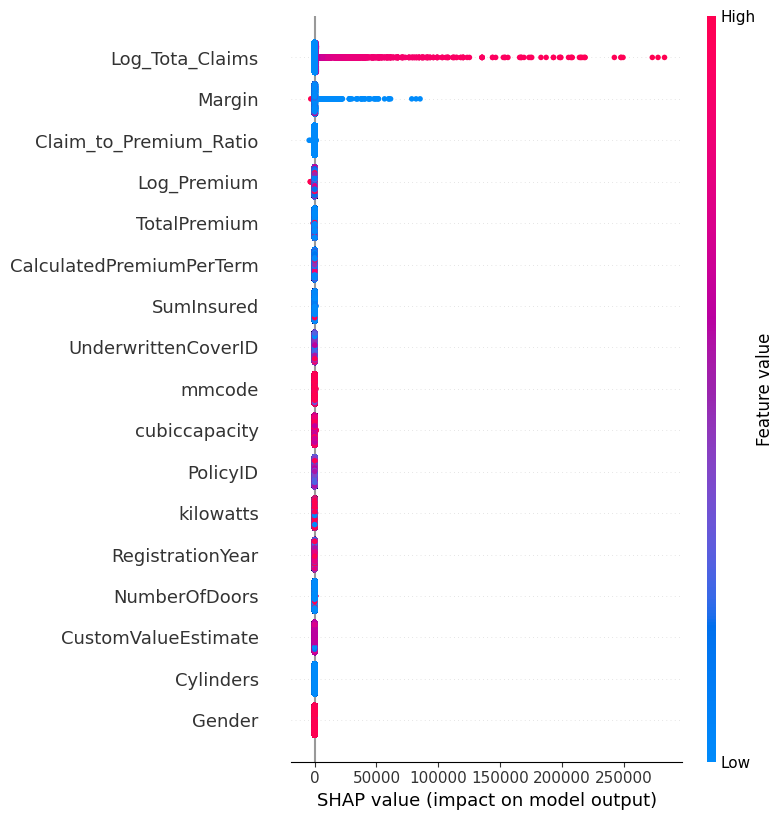 High
Log_Tota_Claims
Margin
Claim_to_Premium_Ratio
Log_Premium
TotalPremium
CalculatedPremiumPerTerm
SumInsured
UnderwrittenCoverID
mmcode
cubiccapacity
PolicyID
kilowatts
RegistrationYear
NumberOfDoors
CustomValueEstimate
Cylinders
Gender
Feature value
Low
0 50000 100000 150000 200000 250000
SHAP value (impact on model output)